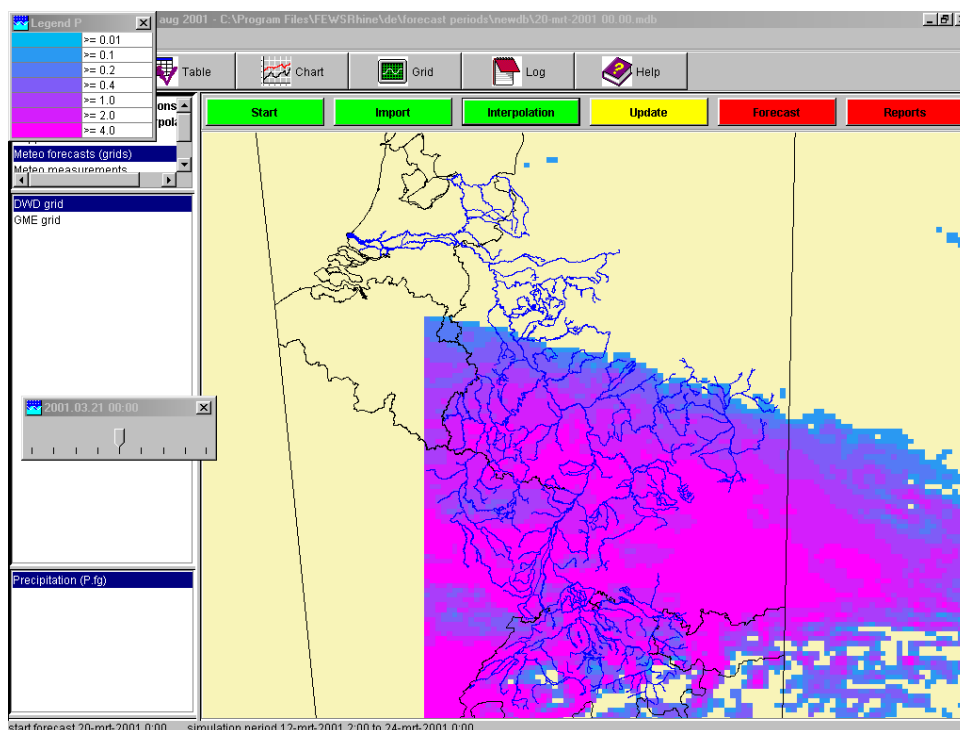 Legend P
aug 2001 - C:\Program Files\FEWSRhine\de\forecast periods\newdb\20-mrt-2001 00.00.mdb
>= 0.01
>= 0.1
>= 0.2
>= 0.4
>= 1.0
>= 2.0
>= 4.0
Table
Chart
Grid
Log
Help
Start
Import
Interpolation
Update
Forecast
Reports
Meteo forecasts (grids)
Meteo measurements
DWD grid
GME grid
2001.03.21 00:00
Precipitation (P.fg)
start forecast 20-mrt-2001 0:00 simulation period 12-mrt-2001 2:00 to 24-mrt-2001 0:00